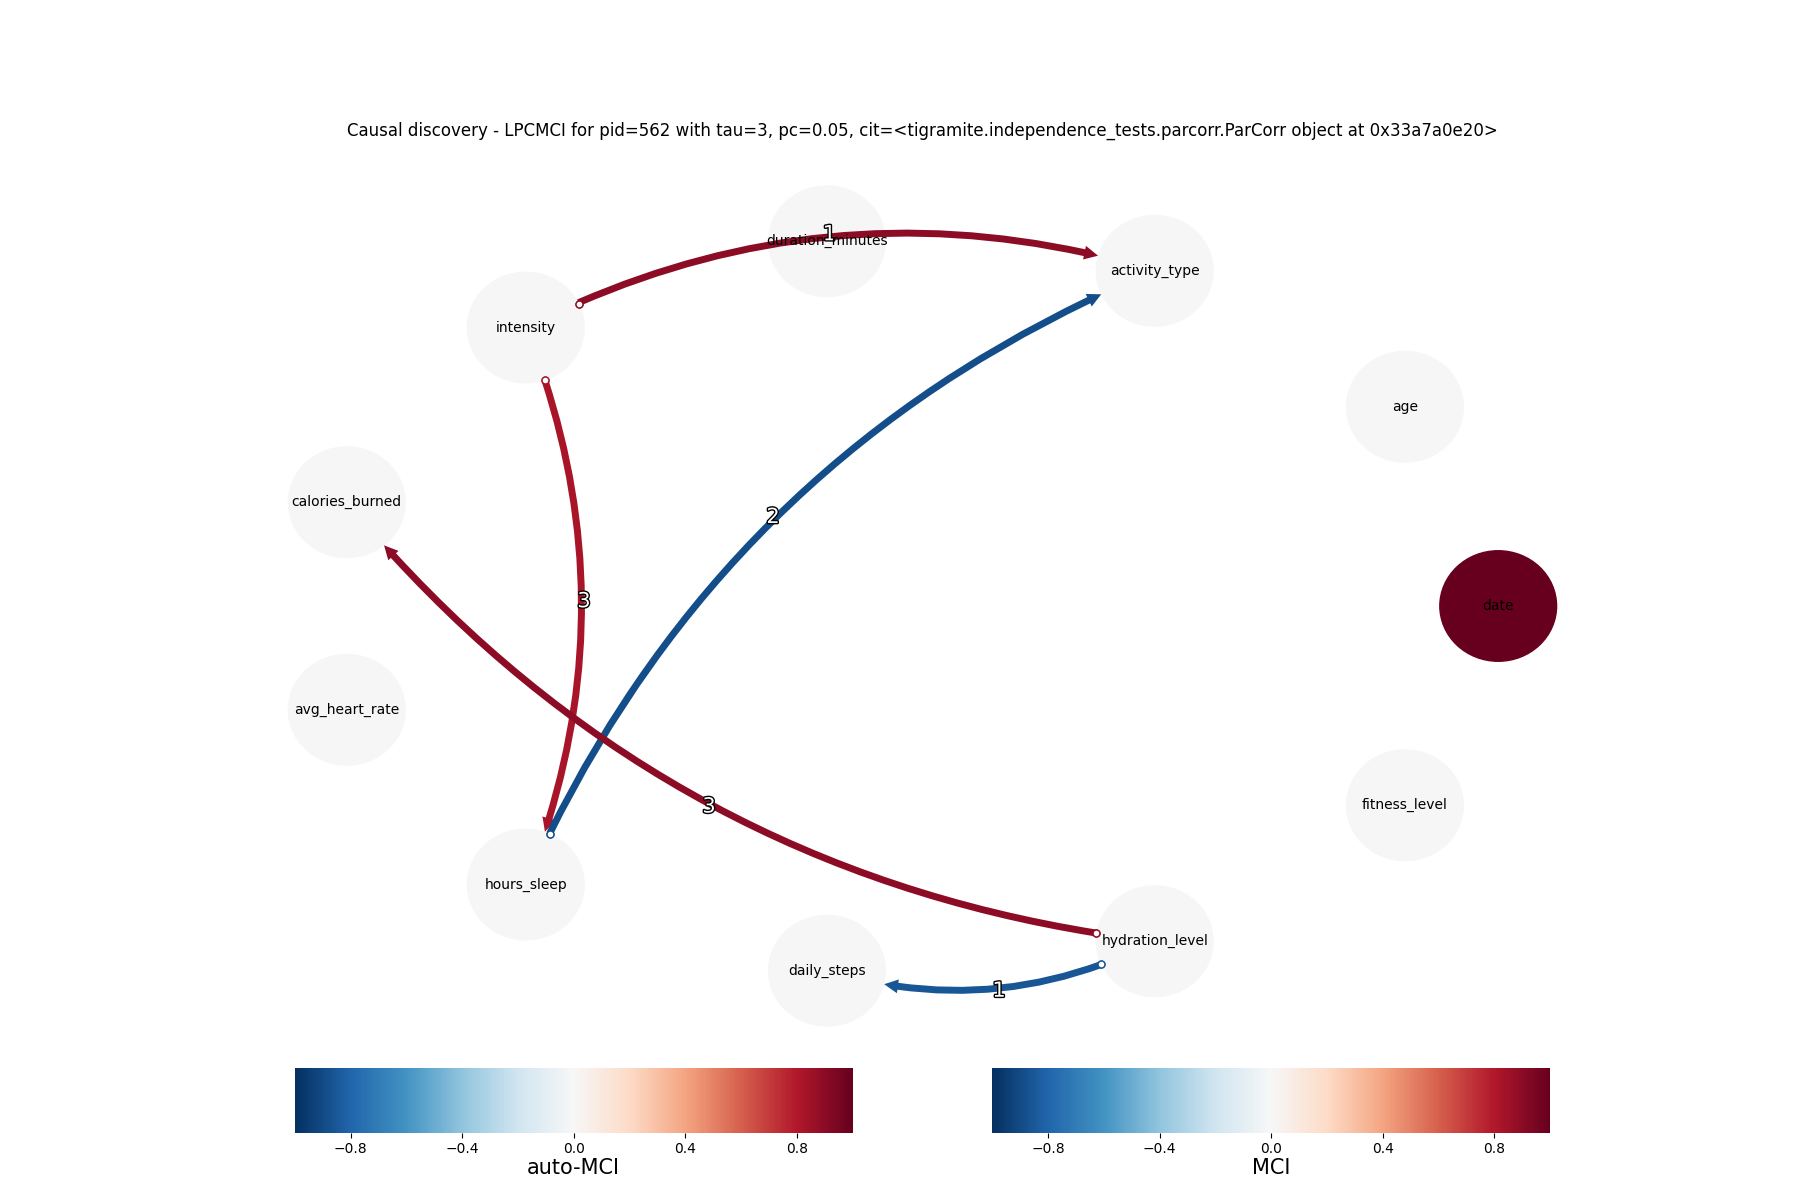 Causal discovery - LPCMCI for pid=562 with tau=3, pc=0.05, cit=<tigramite.independence_tests.parcorr.ParCorr object at 0x33a7a0e20>
1
duration_minutes
activity_type
intensity
age
calories_burned
2
3
date
avg_heart_rate
3
fitness_level
hours_sleep
hydration_level
daily_steps
1
−0.8 −0.4 0.0 0.4 0.8
auto-MCI
−0.8 −0.4 0.0 0.4 0.8
MCI